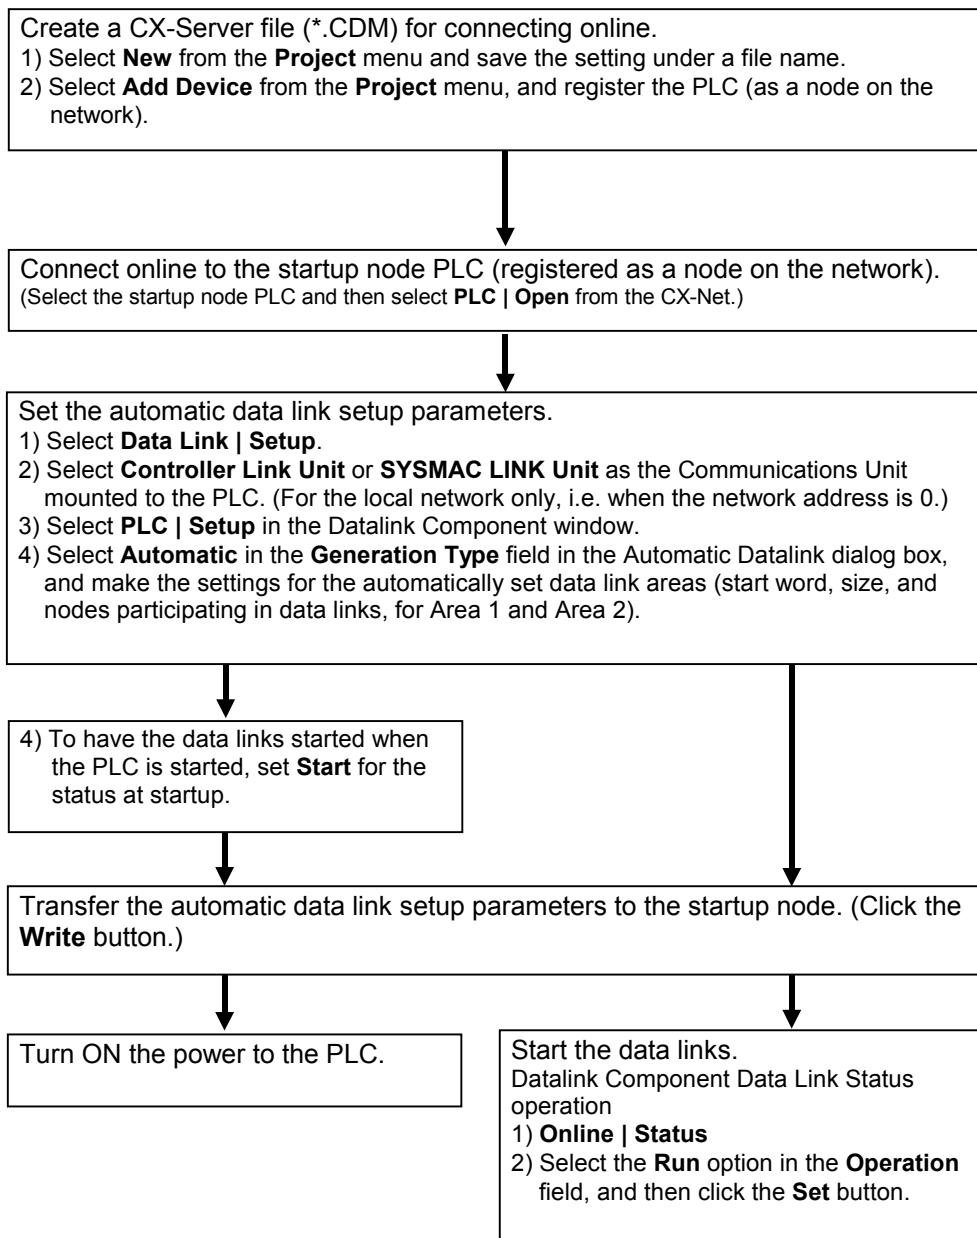 Create a CX-Server file (*.CDM) for connecting online.
1) Select New from the Project menu and save the setting under a file name.
2) Select Add Device from the Project menu, and register the PLC (as a node on the
network).
Connect online to the startup node PLC (registered as a node on the network).
(Select the startup node PLC and then select PLC | Open from the CX-Net.)
Set the automatic data link setup parameters.
1) Select Data Link | Setup.
2) Select Controller Link Unit or SYSMAC LINK Unit as the Communications Unit
mounted to the PLC. (For the local network only, i.e. when the network address is 0.)
3) Select PLC | Setup in the Datalink Component window.
4) Select Automatic in the Generation Type field in the Automatic Datalink dialog box,
and make the settings for the automatically set data link areas (start word, size, and
nodes participating in data links, for Area 1 and Area 2).
4) To have the data links started when
the PLC is started, set Start for the
status at startup.
Transfer the automatic data link setup parameters to the startup node. (Click the
Write button.)
Turn ON the power to the PLC.
Start the data links.
Datalink Component Data Link Status
operation
1) Online | Status
2) Select the Run option in the Operation
field, and then click the Set button.